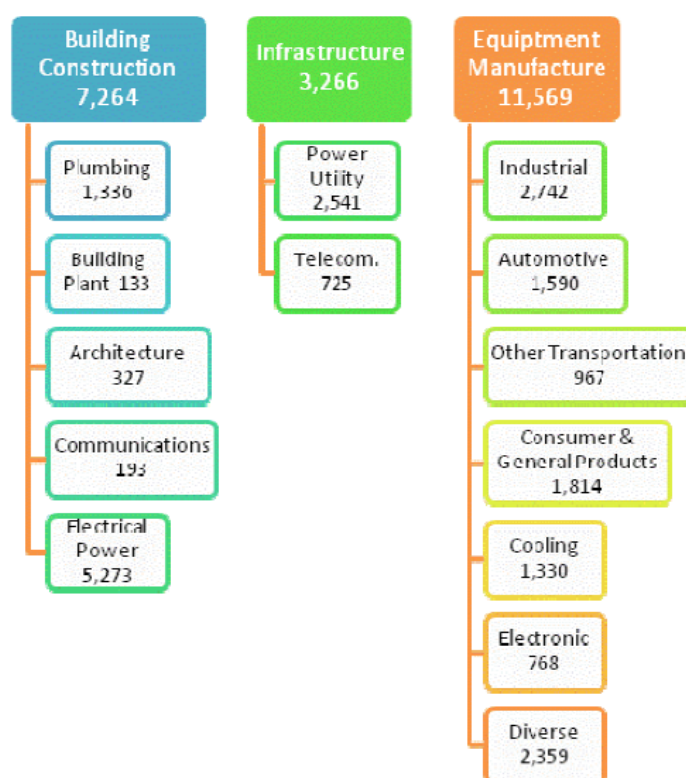 Building
Construction
7,264
Plumbing
1,336
Building
Plant 133
Architecture
327
Communications
193
Electrical
Power
5,273
Infrastructure
3,266
Power
Utility
2,541
Telecom.
725
Equiptment
Manufacture
11,569
Industrial
2,742
Automotive
1,590
Other Transportation
967
Consumer &
General Products
1,814
Cooling
1,330
Electronic
768
Diverse
2,359